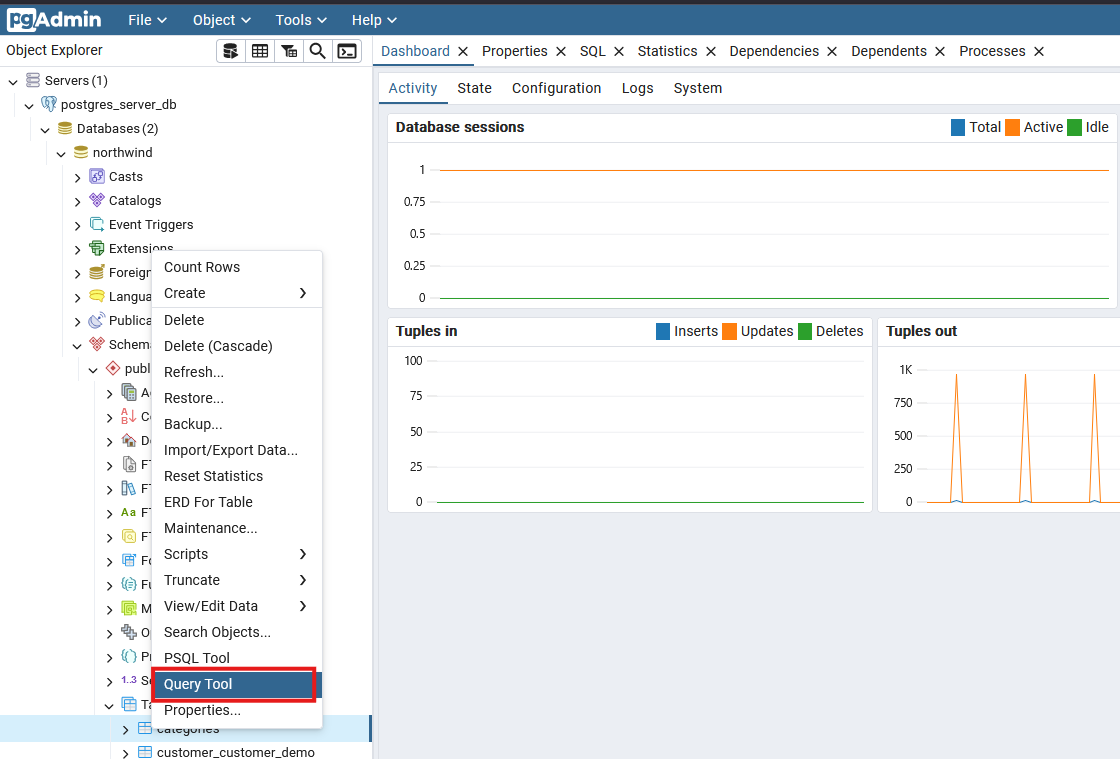 pgAdmin File Object Tools Help
Object Explorer
Dashboard Properties SQL Statistics Dependencies Dependents Processes
Servers (1)
postgres_server_db
Databases (2)
northwind
Casts
Catalogs
Event Triggers
Extensions
Foreign
Langua
Publica
Schema
publ
A
C
D
FT
FT
Aa FT
FT
Fo
Fu
M
O
Pr
1..3 Se
Ta
categories
customer_customer_demo
Count Rows
Create
Delete
Delete (Cascade)
Refresh...
Restore...
Backup...
Import/Export Data...
Reset Statistics
ERD For Table
Maintenance...
Scripts
Truncate
View/Edit Data
Search Objects...
PSQL Tool
Query Tool
Properties...
Activity State Configuration Logs System
Database sessions Total Active Idle
1
0.75
0.5
0.25
0
Tuples in Inserts Updates Deletes
100
75
50
25
0
Tuples out
1K
750
500
250
0